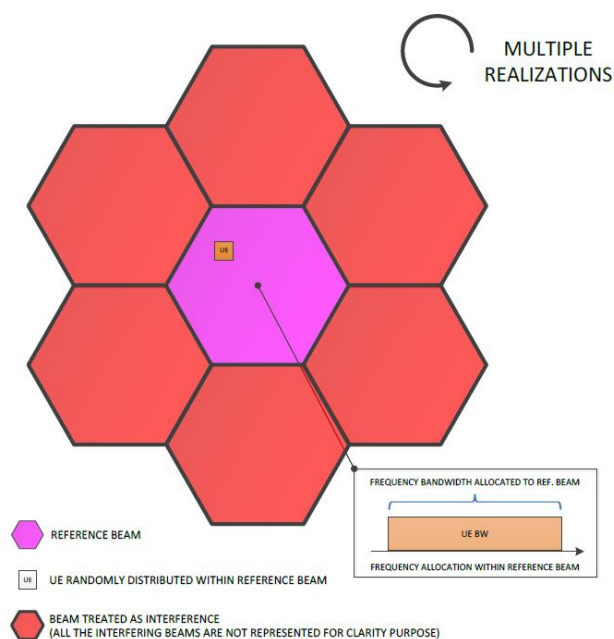 MULTIPLE
REALIZATIONS
UE
FREQUENCY BANDWIDTH ALLOCATED TO REF. BEAM
UE BW
FREQUENCY ALLOCATION WITHIN REFERENCE BEAM
REFERENCE BEAM
UE UE RANDOMLY DISTRIBUTED WITHIN REFERENCE BEAM
BEAM TREATED AS INTERFERENCE
(ALL THE INTERFERING BEAMS ARE NOT REPRESENTED FOR CLARITY PURPOSE)